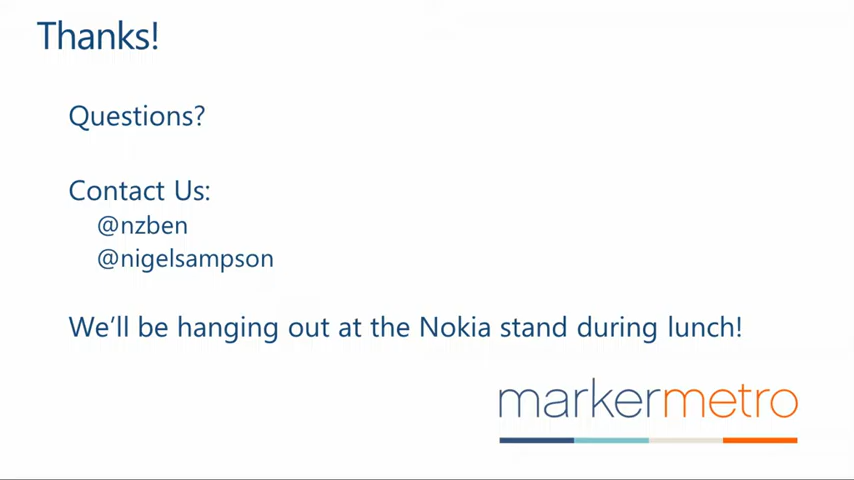 Thanks!
Questions?
Contact Us:
@nzben
@nigelsampson
We'll be hanging out at the Nokia stand during lunch!
markermetro